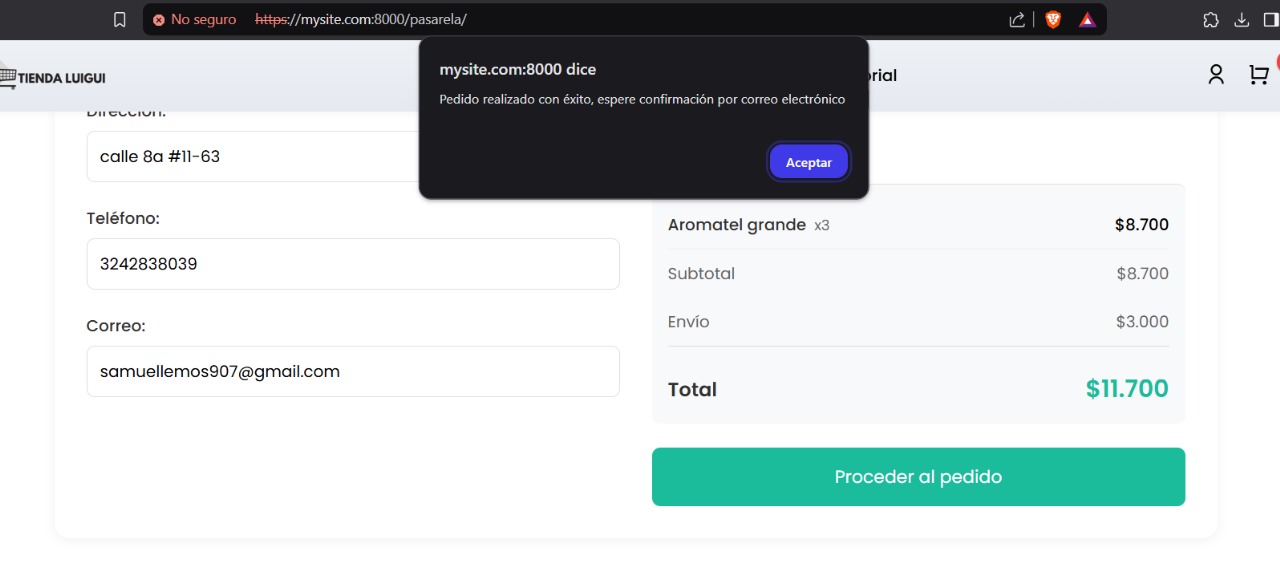 No seguro https://mysite.com:8000/pasarela/
mysite.com:8000 dice
Pedido realizado con éxito, espere confirmación por correo electrónico
Aceptar
TIENDA LUIGUI
orial
Dirección:
calle 8a #11-63
Teléfono:
3242838039
Correo:
samuellemos907@gmail.com
Aromatel grande x3 $8.700
Subtotal $8.700
Envío $3.000
Total $11.700
Proceder al pedido